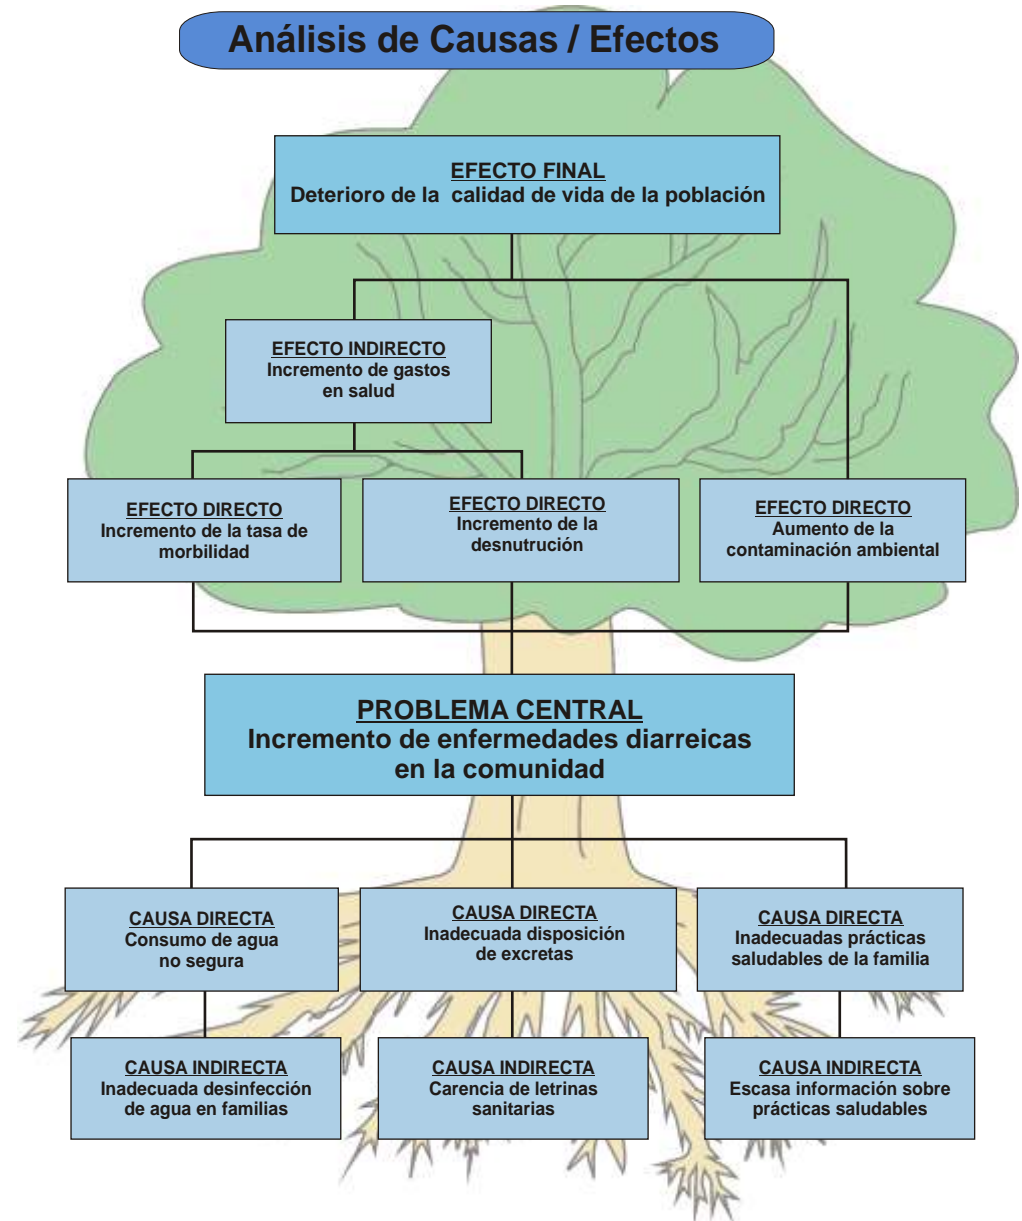 Análisis de Causas / Efectos
EFECTO FINAL
Deterioro de la calidad de vida de la población
EFECTO INDIRECTO
Incremento de gastos
en salud
EFECTO DIRECTO
Incremento de la tasa de
morbilidad
EFECTO DIRECTO
Incremento de la
desnutrución
EFECTO DIRECTO
Aumento de la
contaminación ambiental
PROBLEMA CENTRAL
Incremento de enfermedades diarreicas
en la comunidad
CAUSA DIRECTA
Consumo de agua
no segura
CAUSA DIRECTA
Inadecuada disposición
de excretas
CAUSA DIRECTA
Inadecuadas prácticas
saludables de la familia
CAUSA INDIRECTA
Inadecuada desinfección
de agua en familias
CAUSA INDIRECTA
Carencia de letrinas
sanitarias
CAUSA INDIRECTA
Escasa información sobre
prácticas saludables